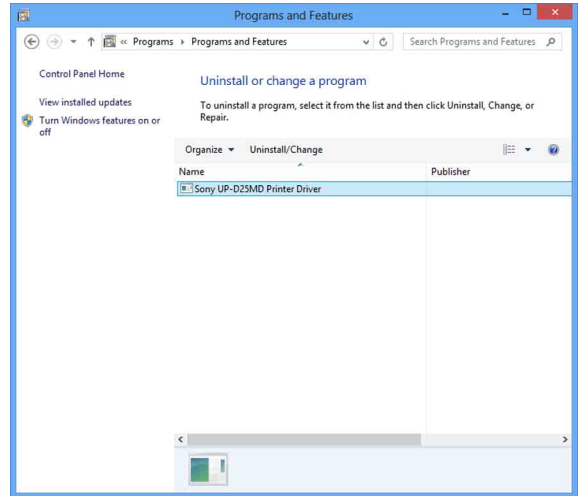 Programs and Features
« Programs ▸ Programs and Features
Search Programs and Features
Control Panel Home
View installed updates
Turn Windows features on or
off
Uninstall or change a program
To uninstall a program, select it from the list and then click Uninstall, Change, or
Repair.
Organize
Uninstall/Change
Name
Publisher
Sony UP-D25MD Printer Driver